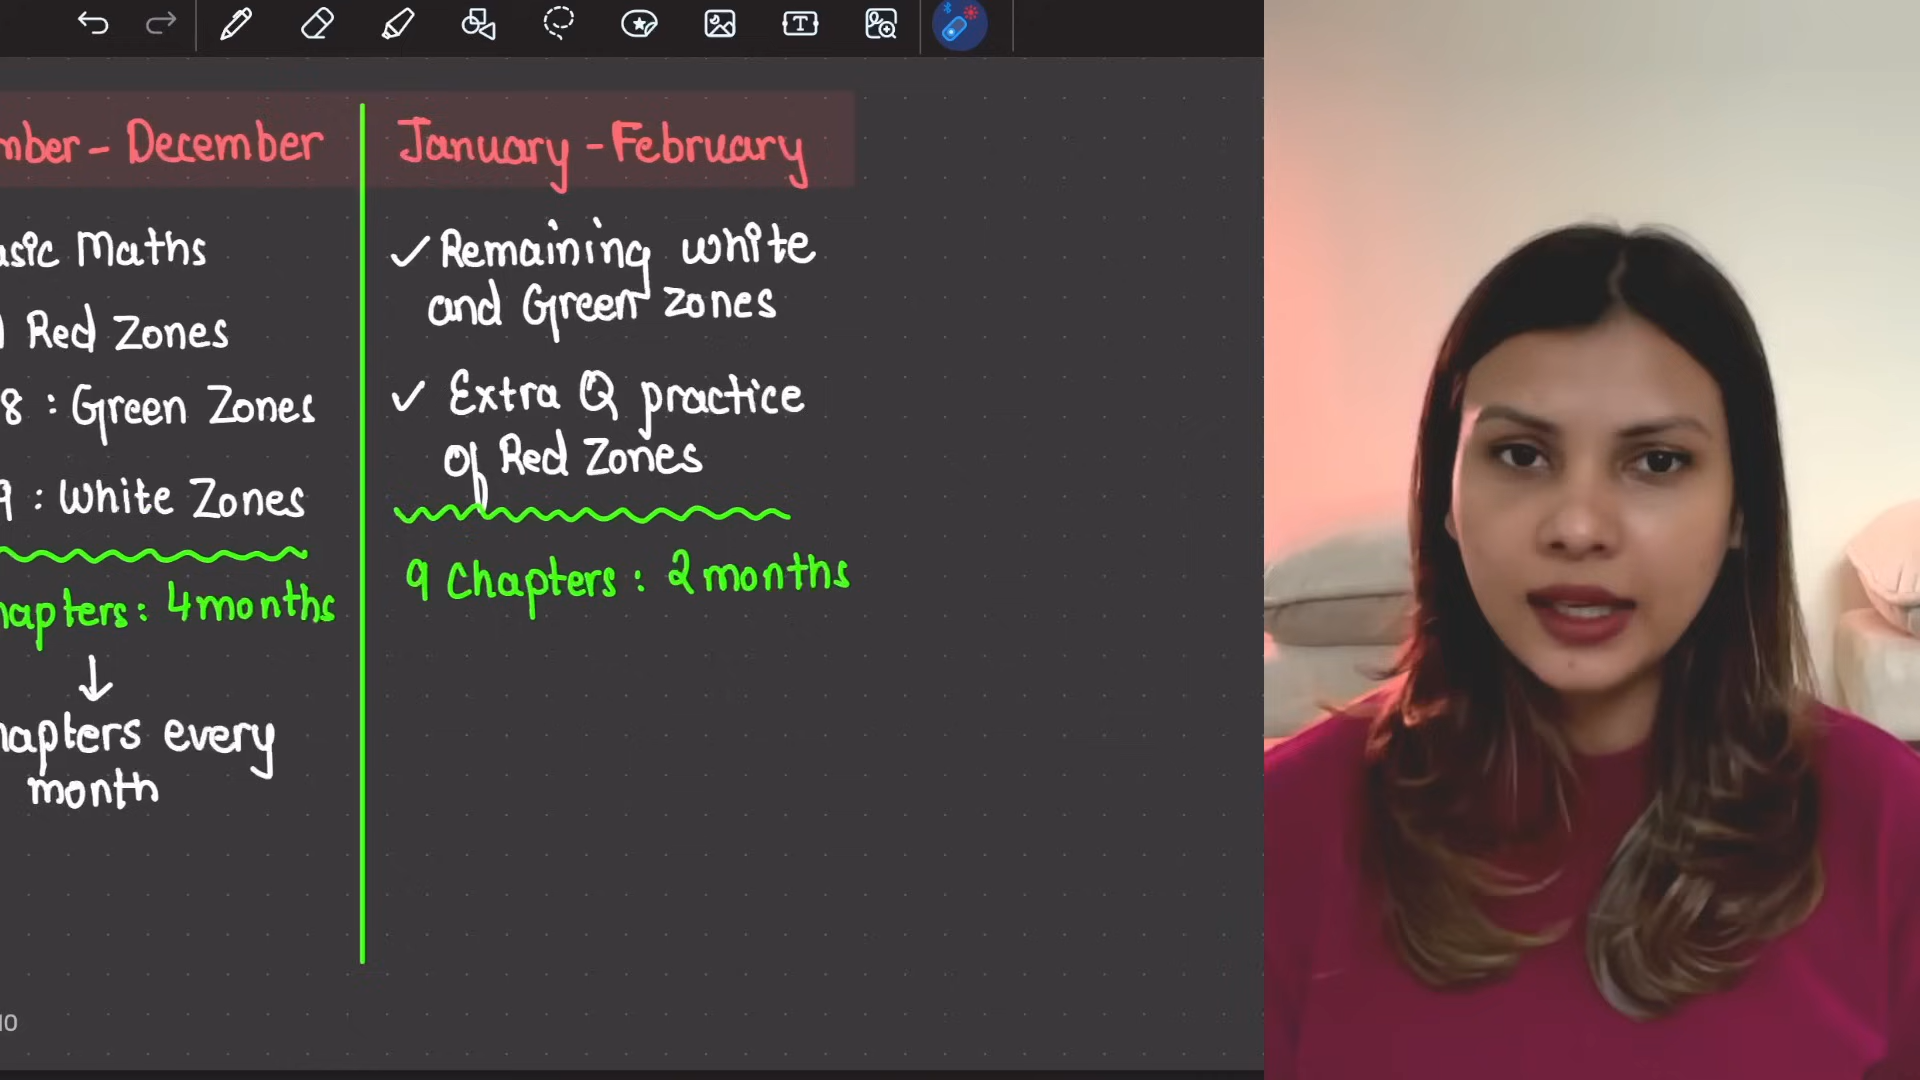 mber - December
asic Maths
Red Zones
8 : Green Zones
9 : White Zones
hapters: 4 months
↓
hapters every
month
10
January - February
✓ Remaining white
and Green zones
✓ Extra Q practice
of Red Zones
9 Chapters : 2 months